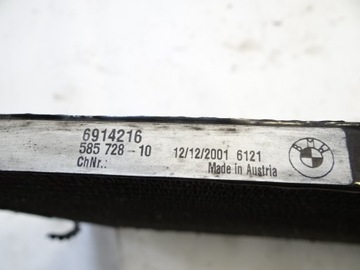 6914216
585 728 - 10 12/12/2001 6121
ChNr.: Made in Austria
BMW